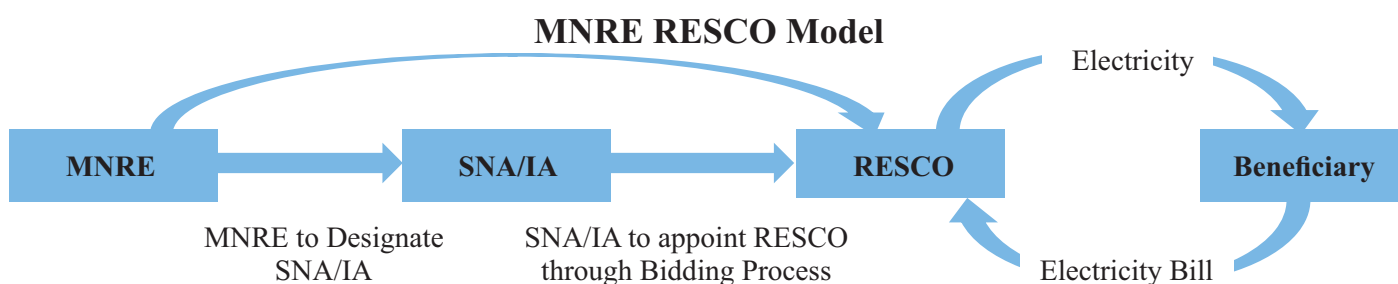 MNRE RESCO Model
Electricity
MNRE
SNA/IA
RESCO
Beneficiary
MNRE to Designate
SNA/IA
SNA/IA to appoint RESCO
through Bidding Process
Electricity Bill